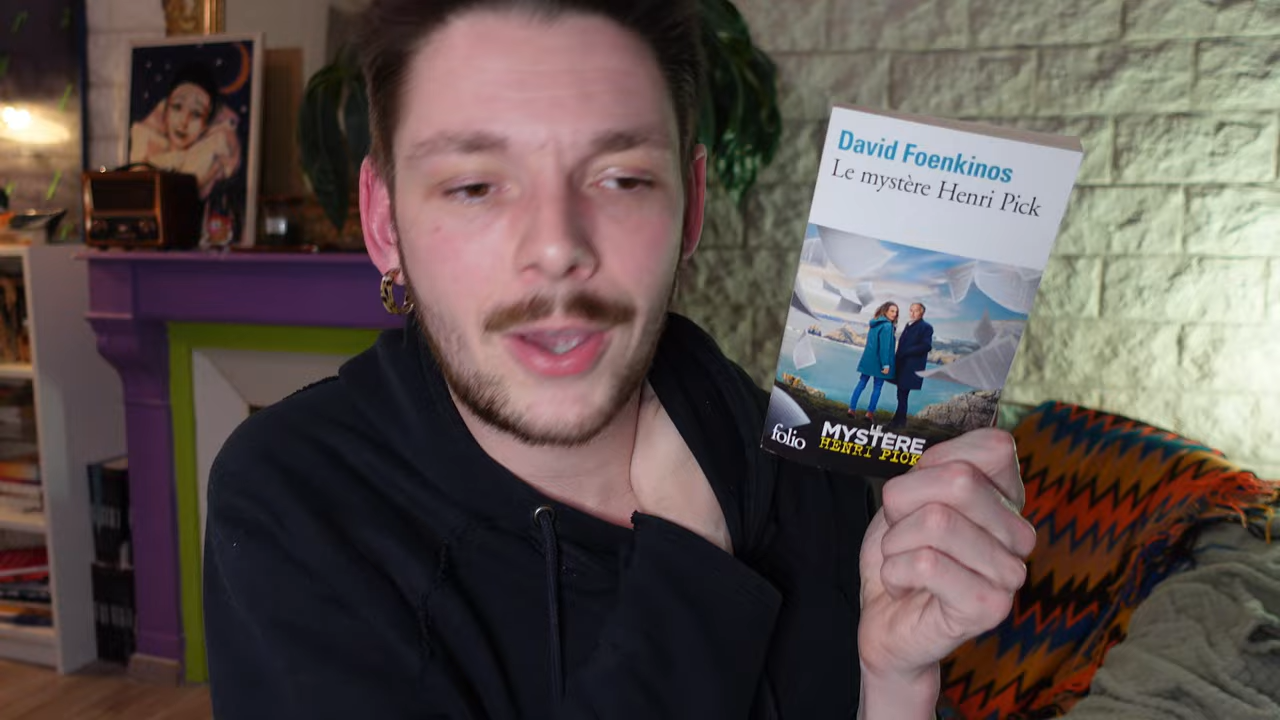 David Foenkinos
Le mystère Henri Pick
folio
LE
MYSTÈRE
HENRI PICK